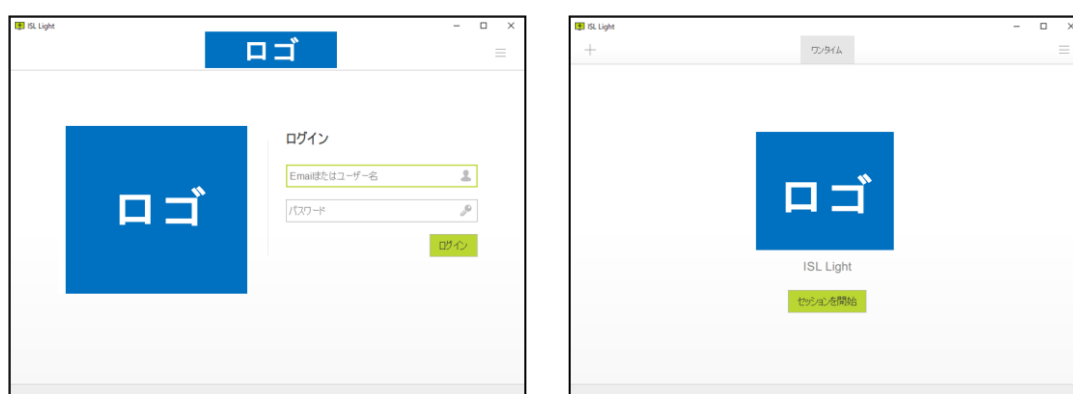 ISL Light
ロゴ
ロゴ
ログイン
Emailまたはユーザー名
パスワード
ログイン
ISL Light
ワンタイム
ロゴ
ISL Light
セッションを開始